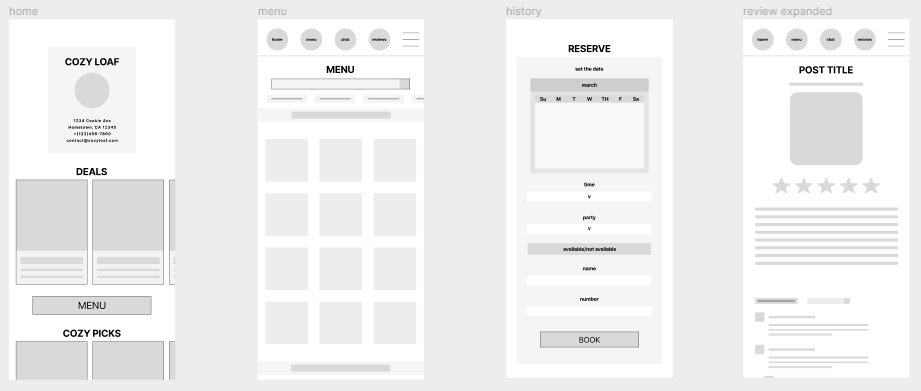 home
COZY LOAF
1234 Cookie Ave
Hometown, CA 12345
+(123)456-7890
contact@cozyloaf.com
DEALS
MENU
COZY PICKS
menu
home menu chat reviews
MENU
history
RESERVE
set the date
march
Su M T W TH F Sa
time
v
party
v
available/not available
name
number
BOOK
review expanded
home menu chat reviews
POST TITLE